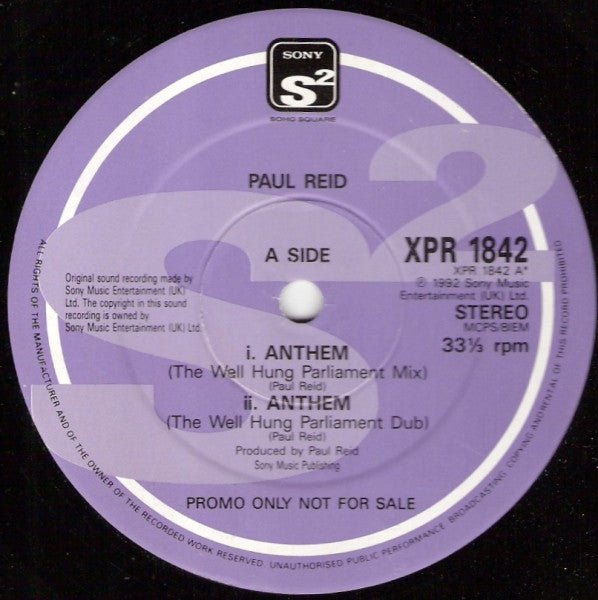 SONY
S²
SOHO SQUARE
PAUL REID
A SIDE
XPR 1842
XPR 1842 A*
℗ 1992 Sony Music
Entertainment (UK) Ltd.
Original sound recording made by
Sony Music Entertainment (UK)
Ltd. The copyright in this sound
recording is owned by
Sony Music Entertainment (UK) Ltd.
STEREO
MCPS/BIEM
33⅓ rpm
i. ANTHEM
(The Well Hung Parliament Mix)
(Paul Reid)
ii. ANTHEM
(The Well Hung Parliament Dub)
(Paul Reid)
Produced by Paul Reid
Sony Music Publishing
PROMO ONLY NOT FOR SALE
ALL RIGHTS OF THE MANUFACTURER AND OF THE OWNER OF THE RECORDED WORK RESERVED. UNAUTHORISED PUBLIC PERFORMANCE, BROADCASTING, COPYING AND RENTAL OF THIS RECORD PROHIBITED
S²